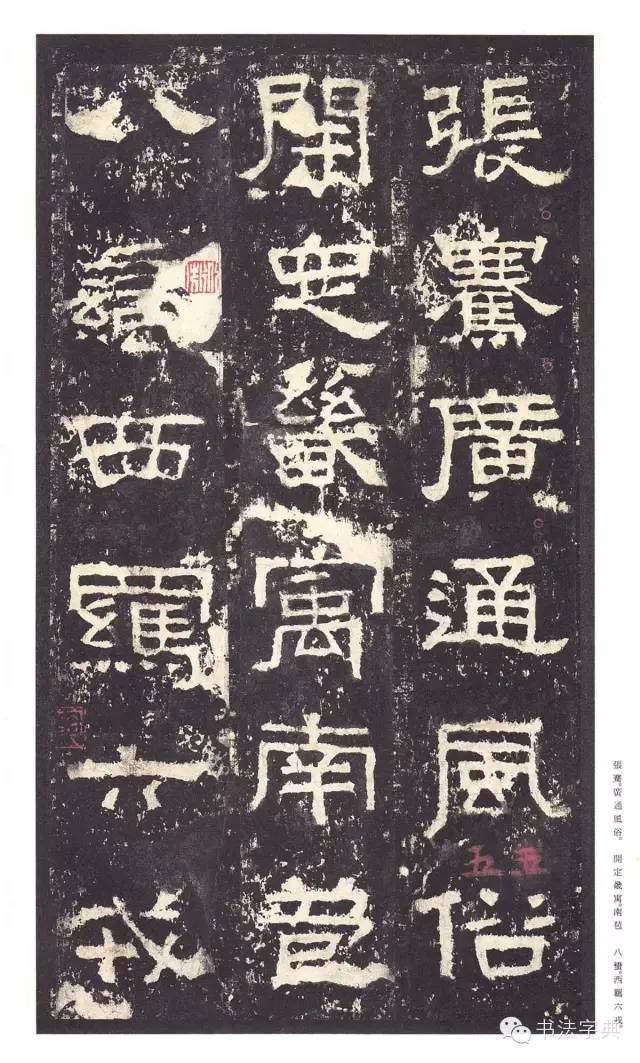 張騫廣通風俗
開定畿寓南苞
八蠻西羈六戎
五五
張騫。廣通風俗。 開定畿寓。南苞 八蠻。西羈六戎。
书法字典